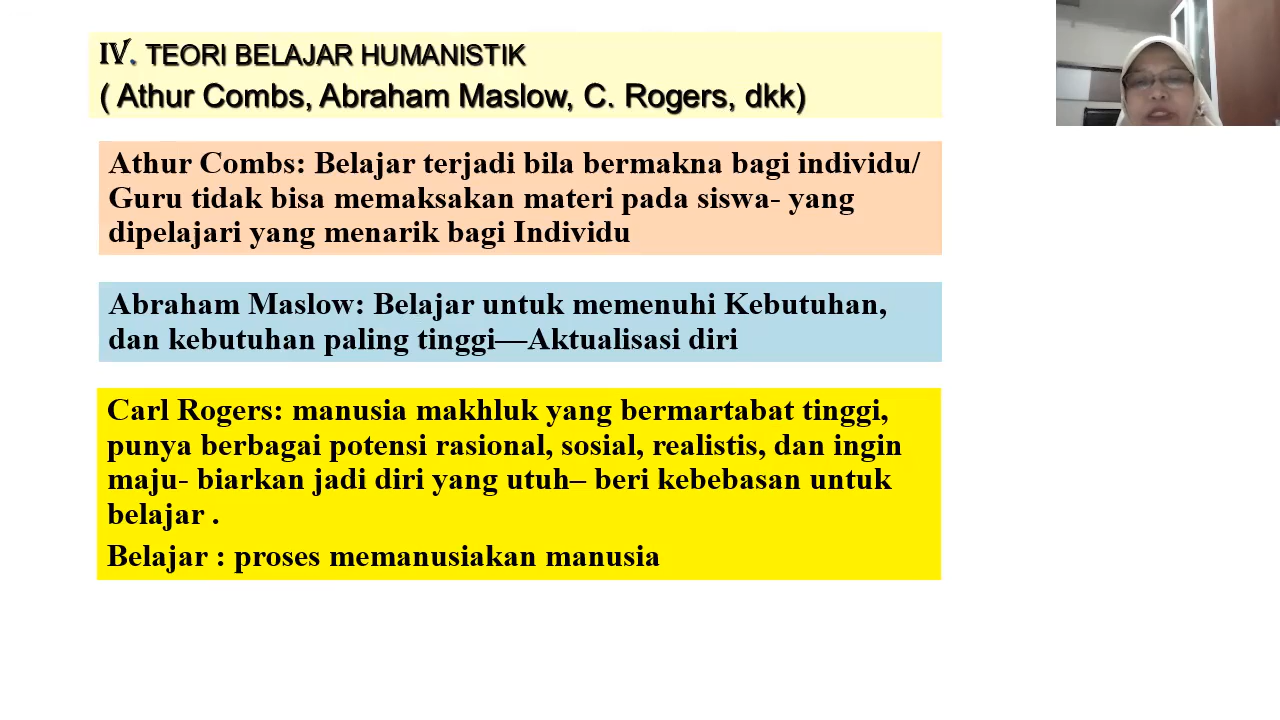 IV. TEORI BELAJAR HUMANISTIK
( Athur Combs, Abraham Maslow, C. Rogers, dkk)
Athur Combs: Belajar terjadi bila bermakna bagi individu/
Guru tidak bisa memaksakan materi pada siswa- yang
dipelajari yang menarik bagi Individu
Abraham Maslow: Belajar untuk memenuhi Kebutuhan,
dan kebutuhan paling tinggi—Aktualisasi diri
Carl Rogers: manusia makhluk yang bermartabat tinggi,
punya berbagai potensi rasional, sosial, realistis, dan ingin
maju- biarkan jadi diri yang utuh– beri kebebasan untuk
belajar .
Belajar : proses memanusiakan manusia